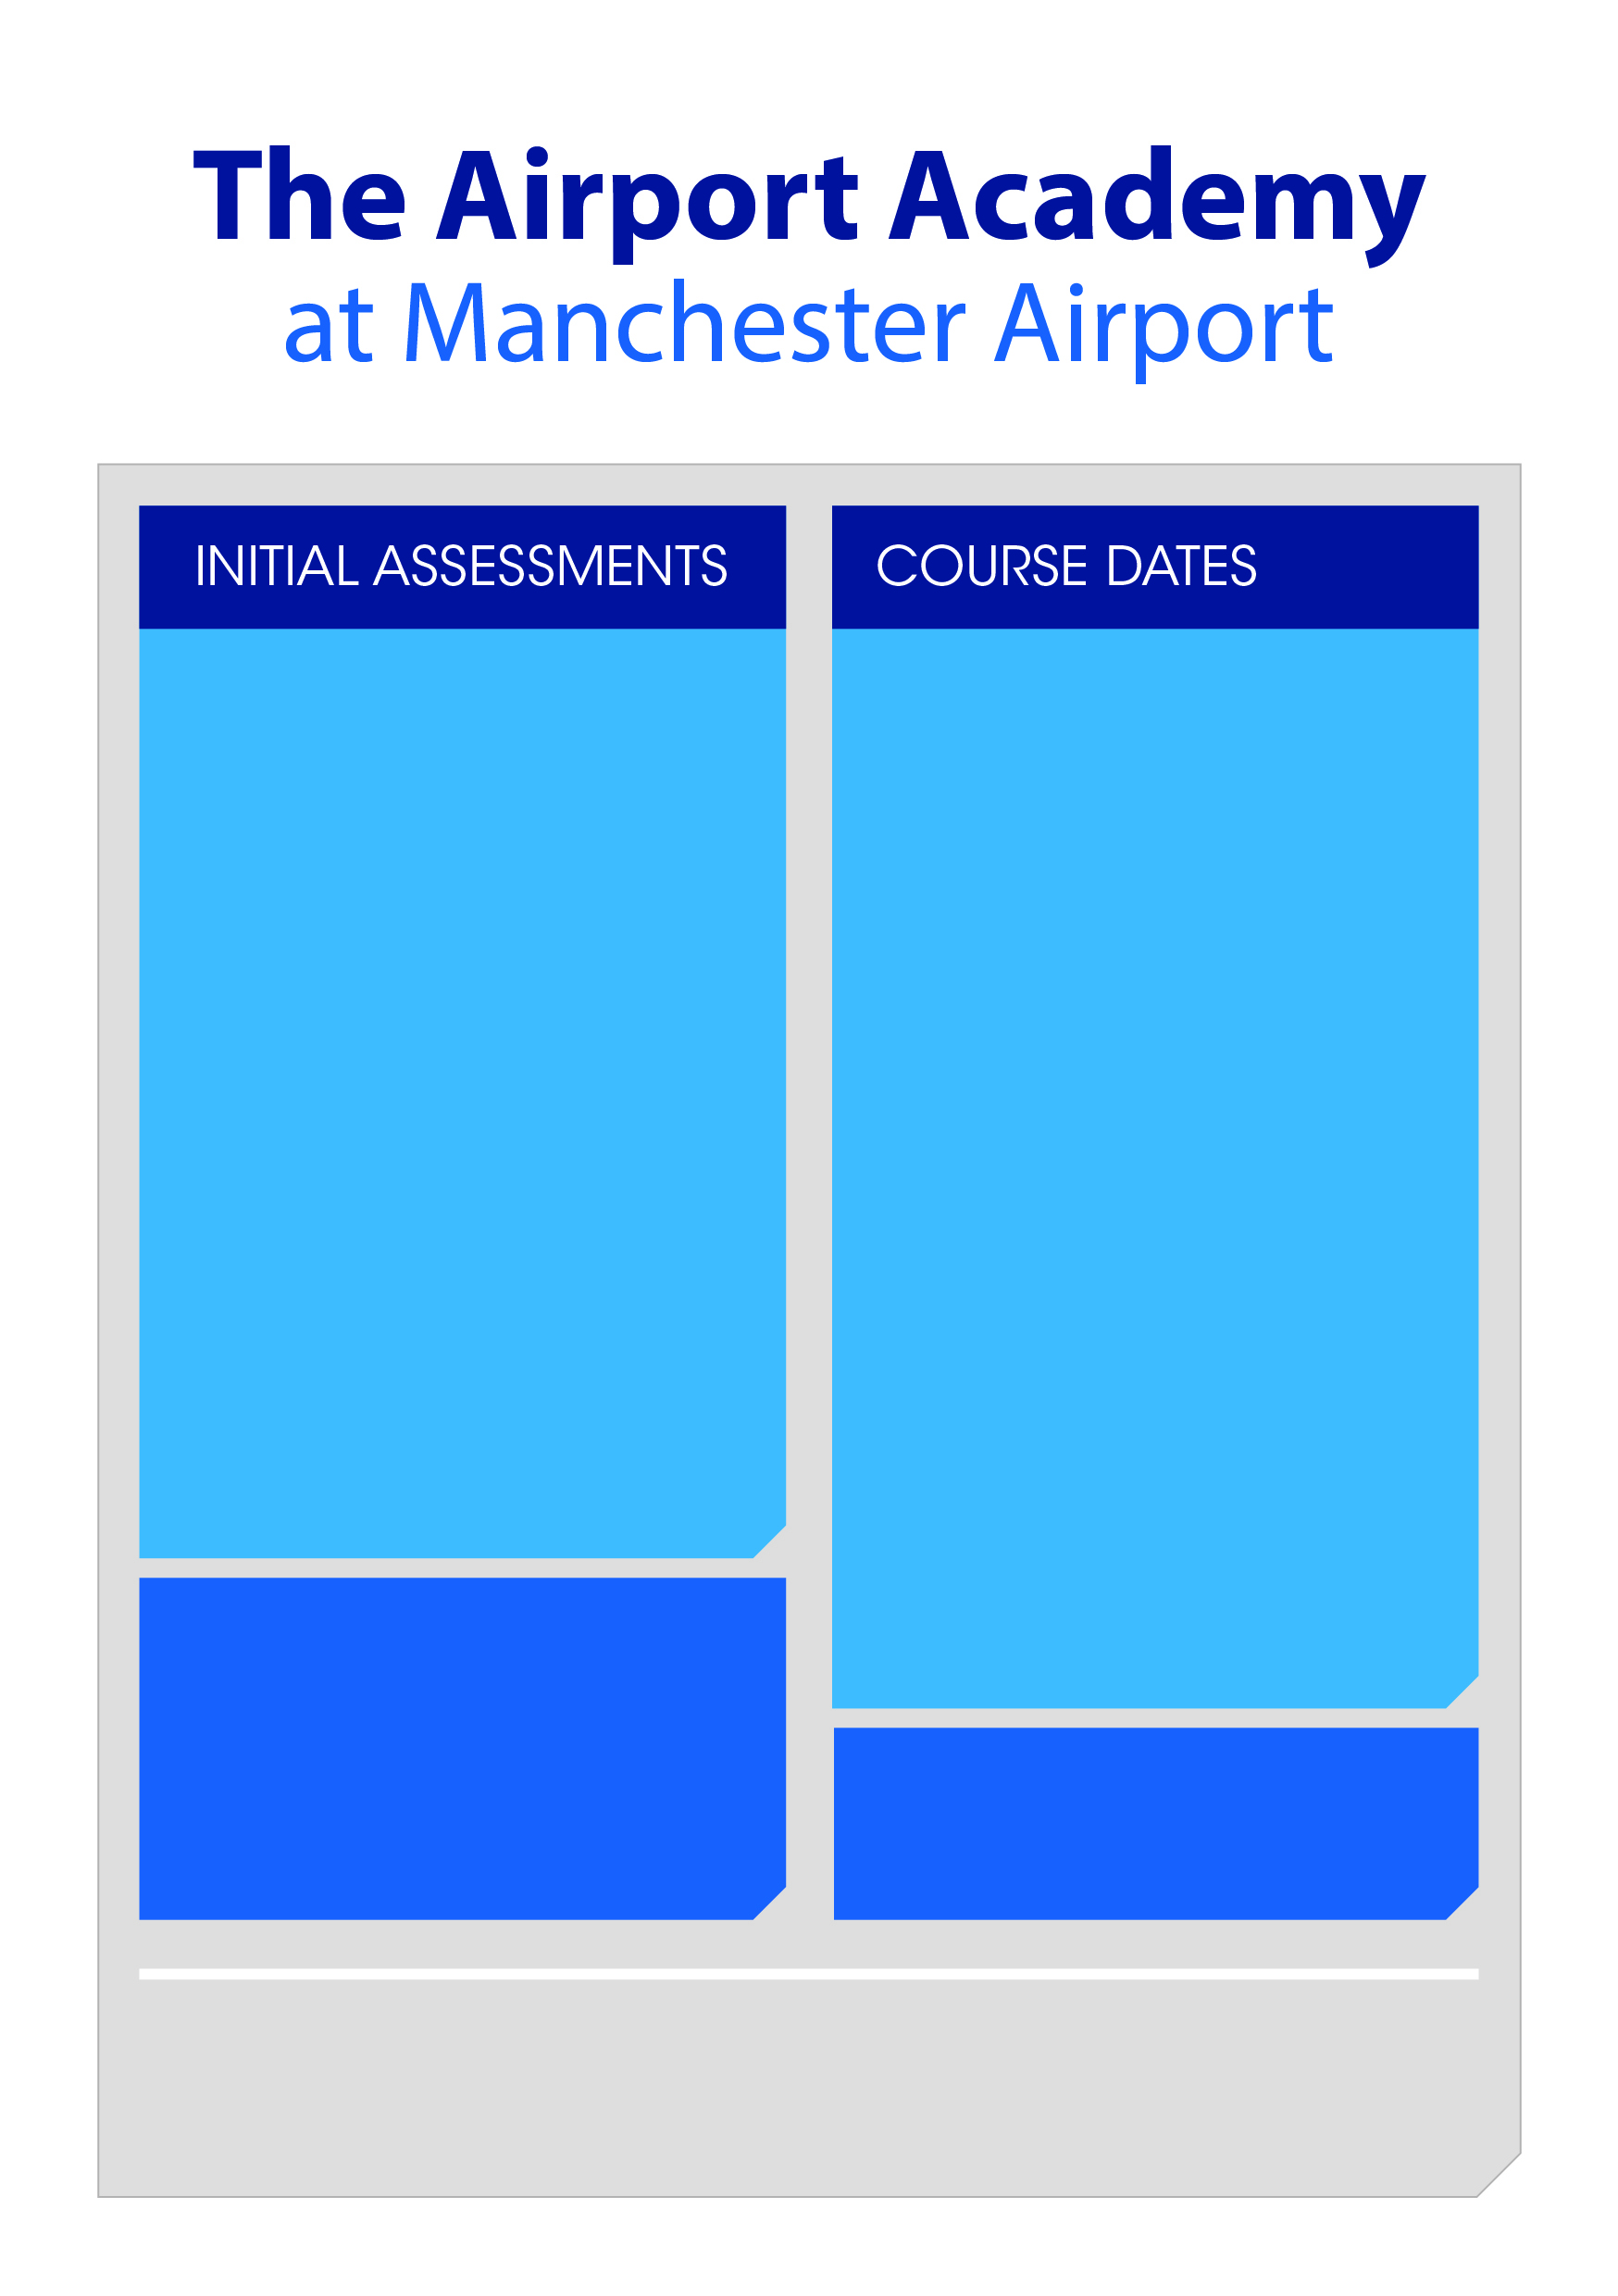 The Airport Academy
at Manchester Airport
INITIAL ASSESSMENTS
COURSE DATES